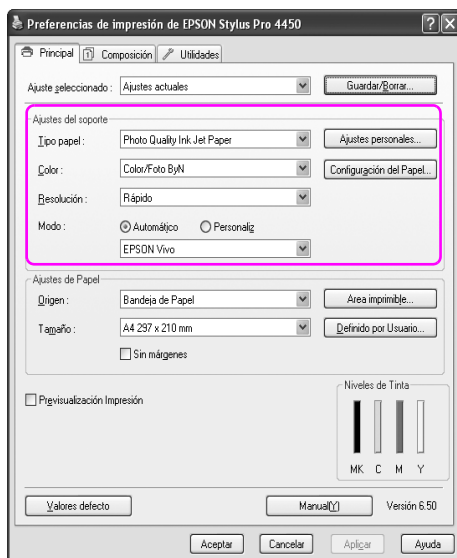 Preferencias de impresión de EPSON Stylus Pro 4450
Principal Composición Utilidades
Ajuste seleccionado : Ajustes actuales Guardar/Borrar...
Ajustes del soporte
Tipo papel : Photo Quality Ink Jet Paper Ajustes personales...
Color : Color/Foto ByN Configuración del Papel...
Resolución : Rápido
Modo : Automático Personaliz
EPSON Vivo
Ajustes de Papel
Origen : Bandeja de Papel Area imprimible...
Tamaño : A4 297 x 210 mm Definido por Usuario...
Sin márgenes
Niveles de Tinta
Previsualización Impresión
MK C M Y
Valores defecto Manual(Y) Versión 6.50
Aceptar Cancelar Aplicar Ayuda